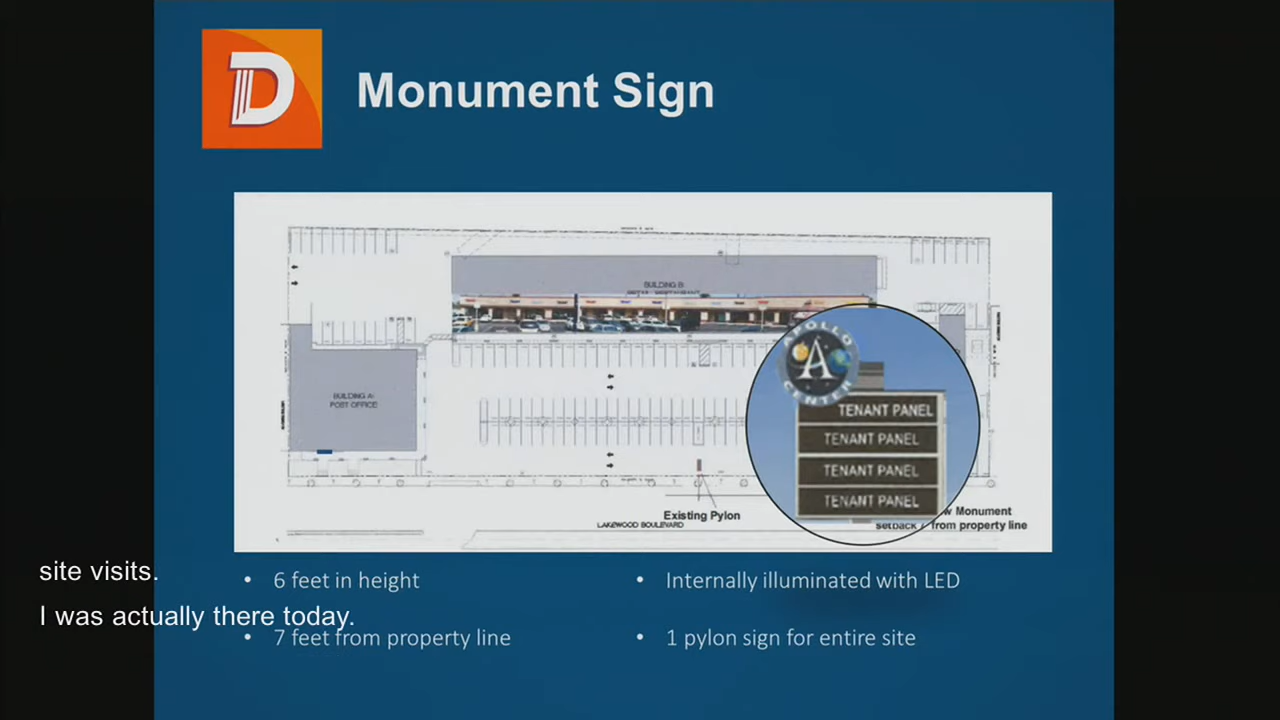 D
Monument Sign
BUILDING B:
BUILDING A-
POST OFFICE
APOLLO
A
CENTER
TENANT PANEL
TENANT PANEL
TENANT PANEL
TENANT PANEL
Existing Pylon
w Monument
LAKEWOOD BOULEVARD
setback 7' from property line
site visits.
• 6 feet in height
• Internally illuminated with LED
I was actually there today.
• 7 feet from property line
• 1 pylon sign for entire site